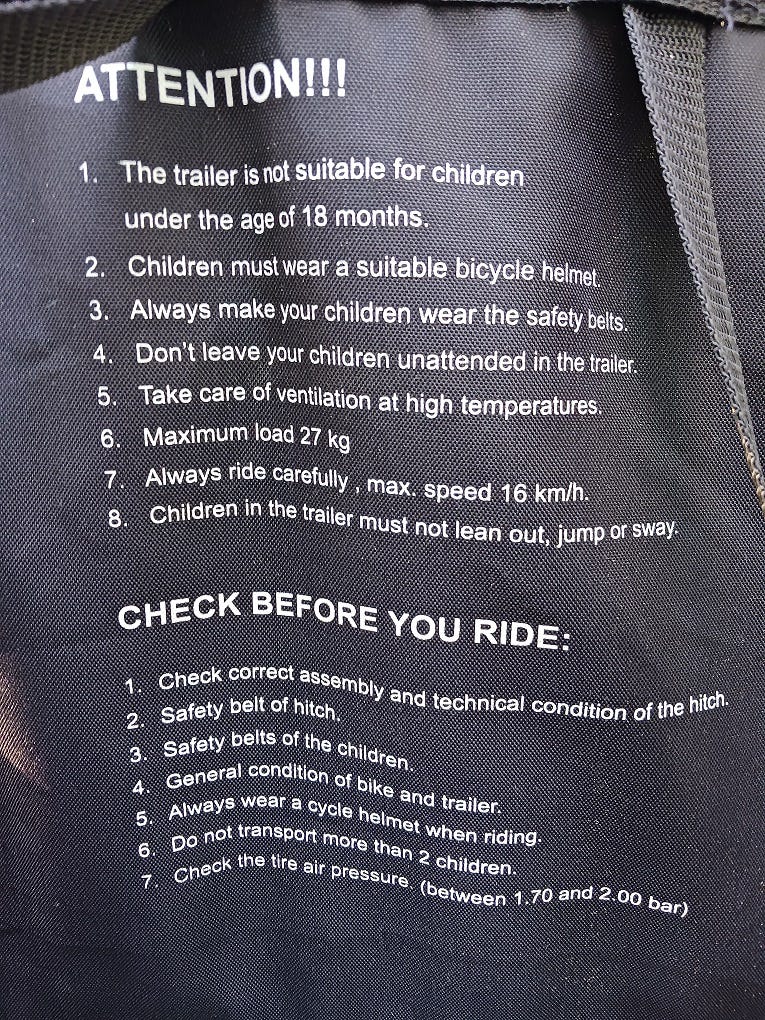 ATTENTION!!!
1. The trailer is not suitable for children
under the age of 18 months.
2. Children must wear a suitable bicycle helmet.
3. Always make your children wear the safety belts.
4. Don't leave your children unattended in the trailer.
5. Take care of ventilation at high temperatures.
6. Maximum load 27 kg
7. Always ride carefully , max. speed 16 km/h.
8. Children in the trailer must not lean out, jump or sway.
CHECK BEFORE YOU RIDE:
1. Check correct assembly and technical condition of the hitch.
2. Safety belt of hitch.
3. Safety belts of the children.
4. General condition of bike and trailer.
5. Always wear a cycle helmet when riding.
6. Do not transport more than 2 children.
7. Check the tire air pressure. (between 1.70 and 2.00 bar)